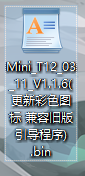 Mini_T12_03
_11_V1.1.6(
更新彩色图
标 兼容旧版
引导程序)
.bin